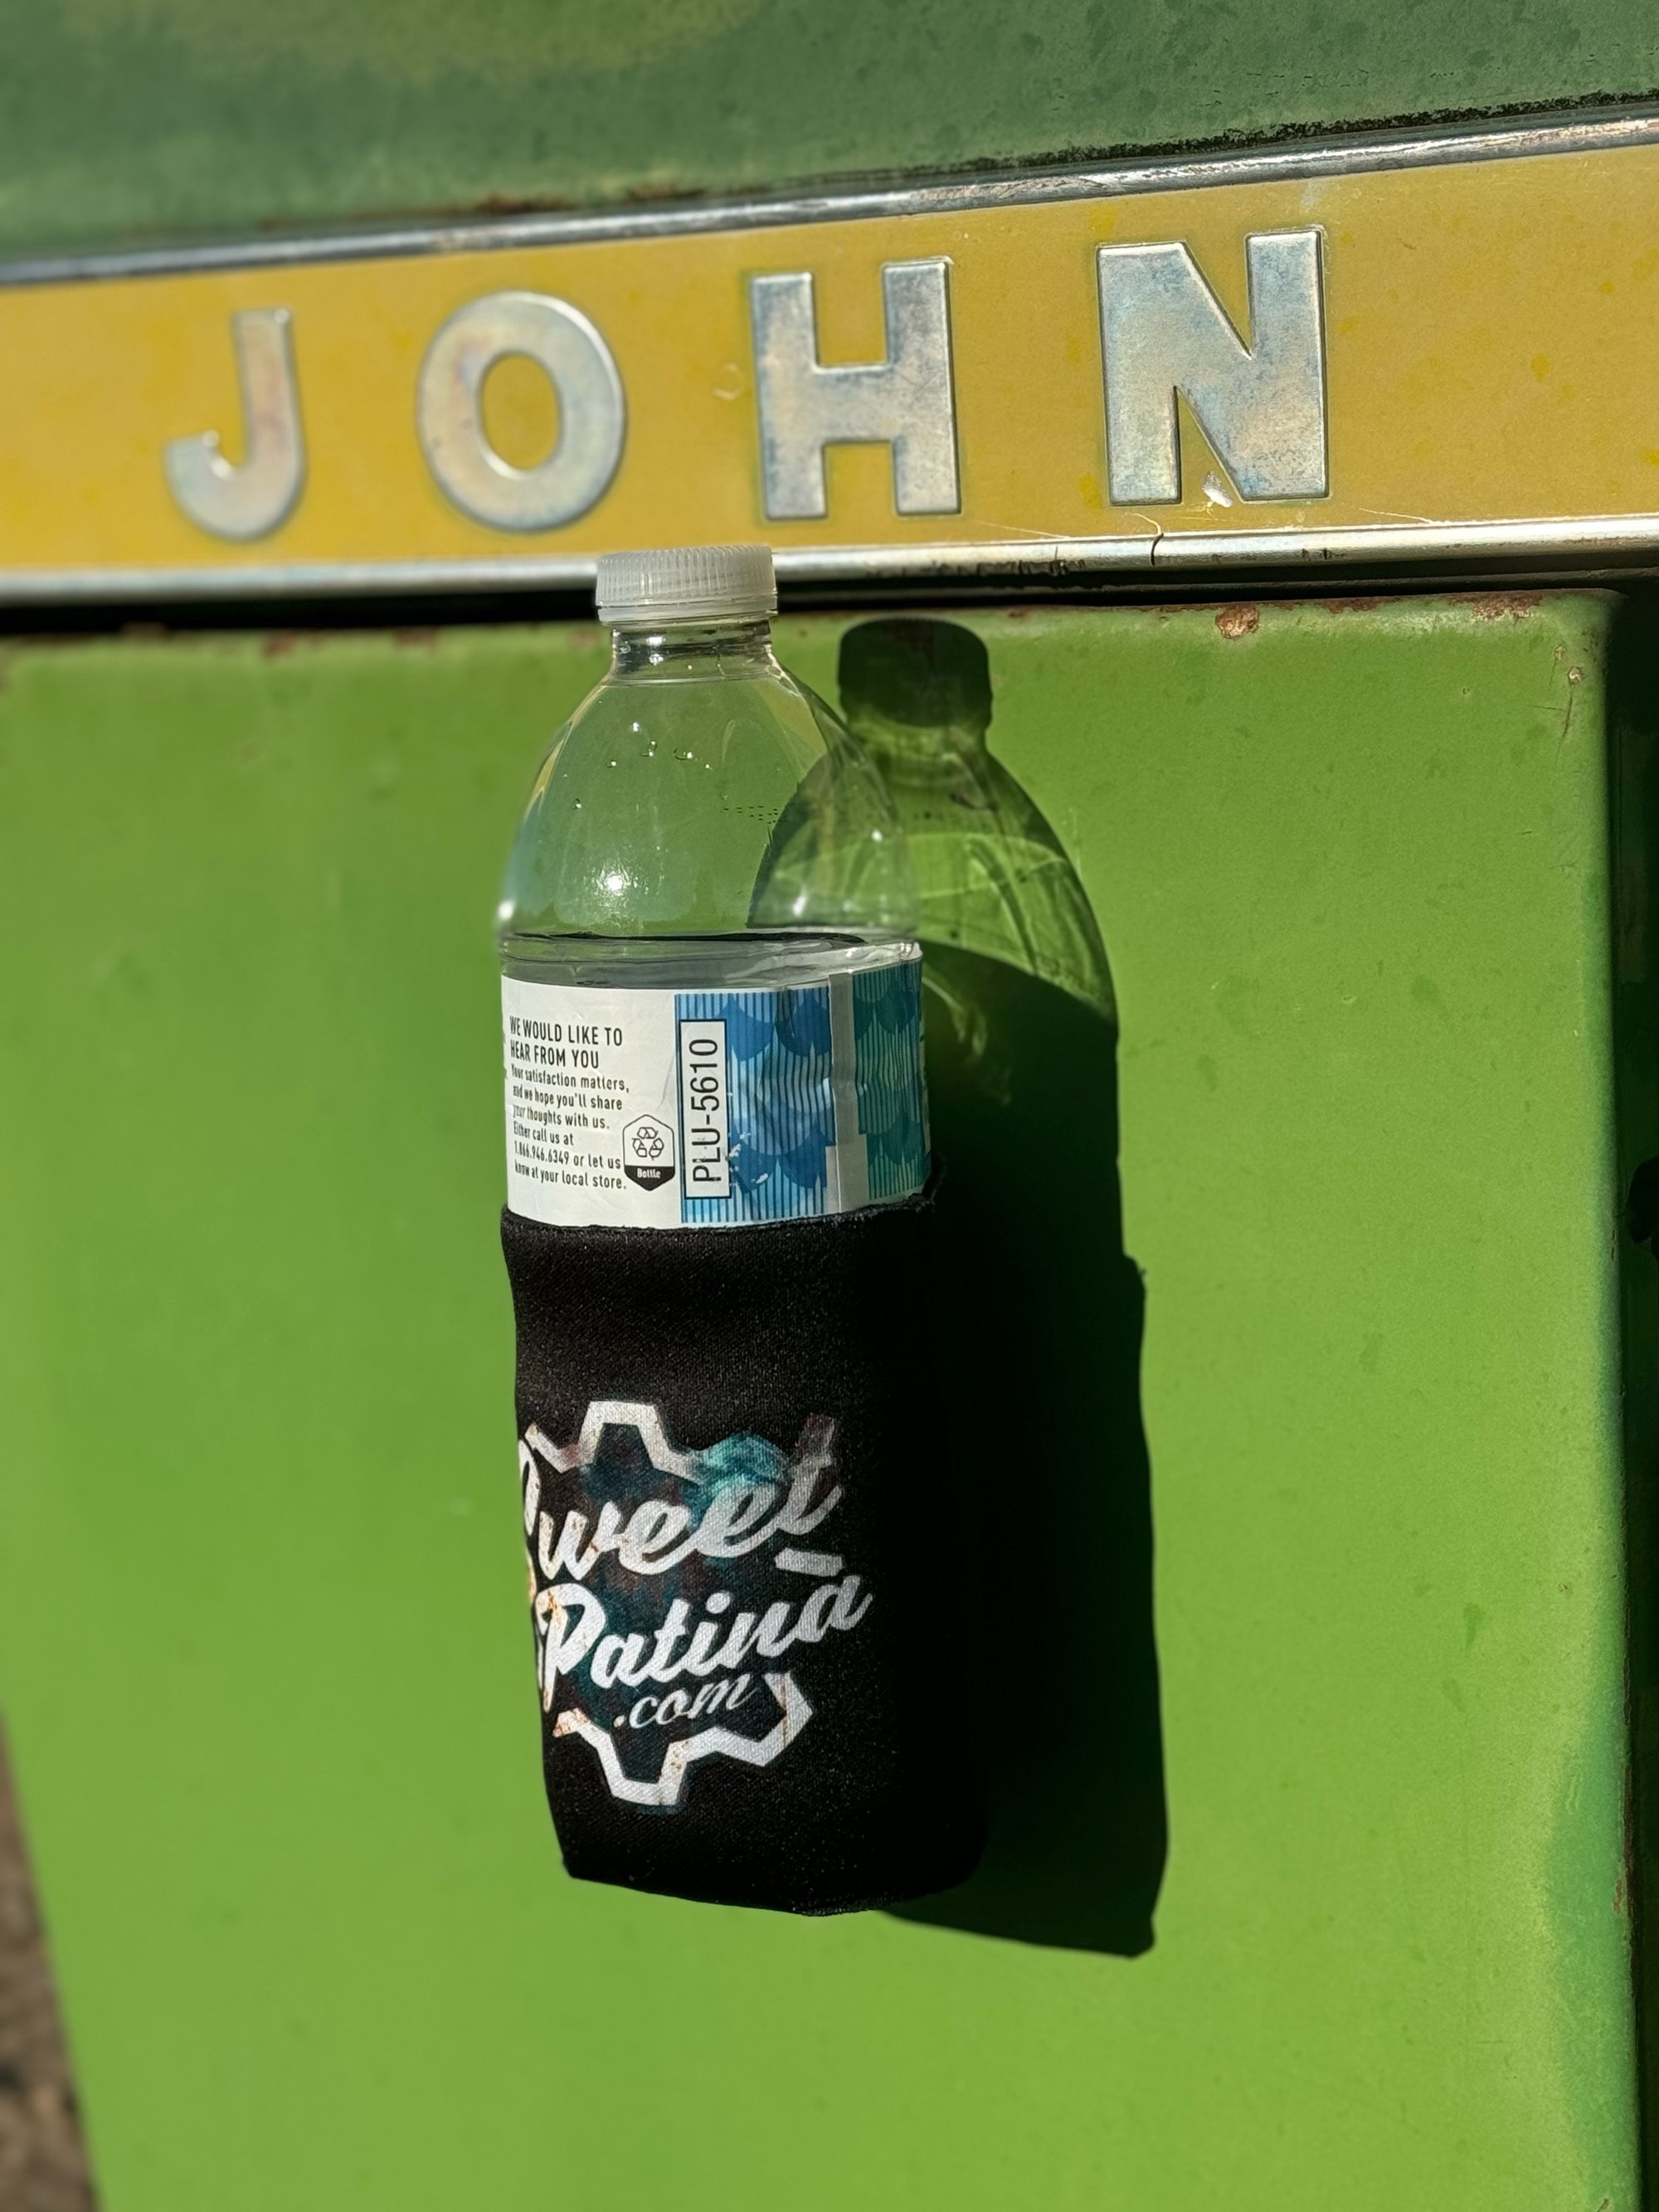 JOHN
WE WOULD LIKE TO
HEAR FROM YOU
Your satisfaction matters,
and we hope you'll share
your thoughts with us.
Either call us at
1.866.946.6349 or let us
know at your local store.
Bottle
PLU-5610
Sweet
Patina
.com